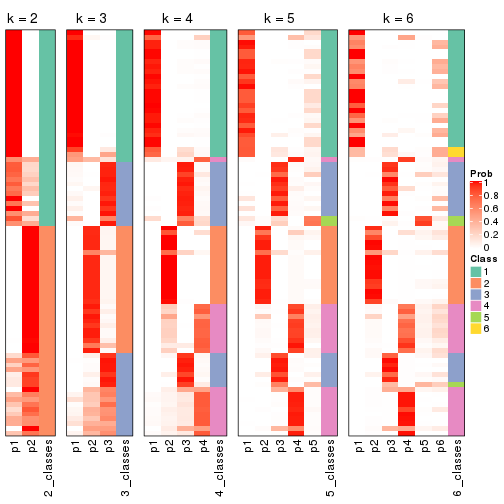 k = 2
k = 3
k = 4
k = 5
k = 6
p1
p2
2_classes
p1
p2
p3
3_classes
p1
p2
p3
p4
4_classes
p1
p2
p3
p4
p5
5_classes
p1
p2
p3
p4
p5
p6
6_classes
Prob
1
0.8
0.6
0.4
0.2
0
Class
1
2
3
4
5
6